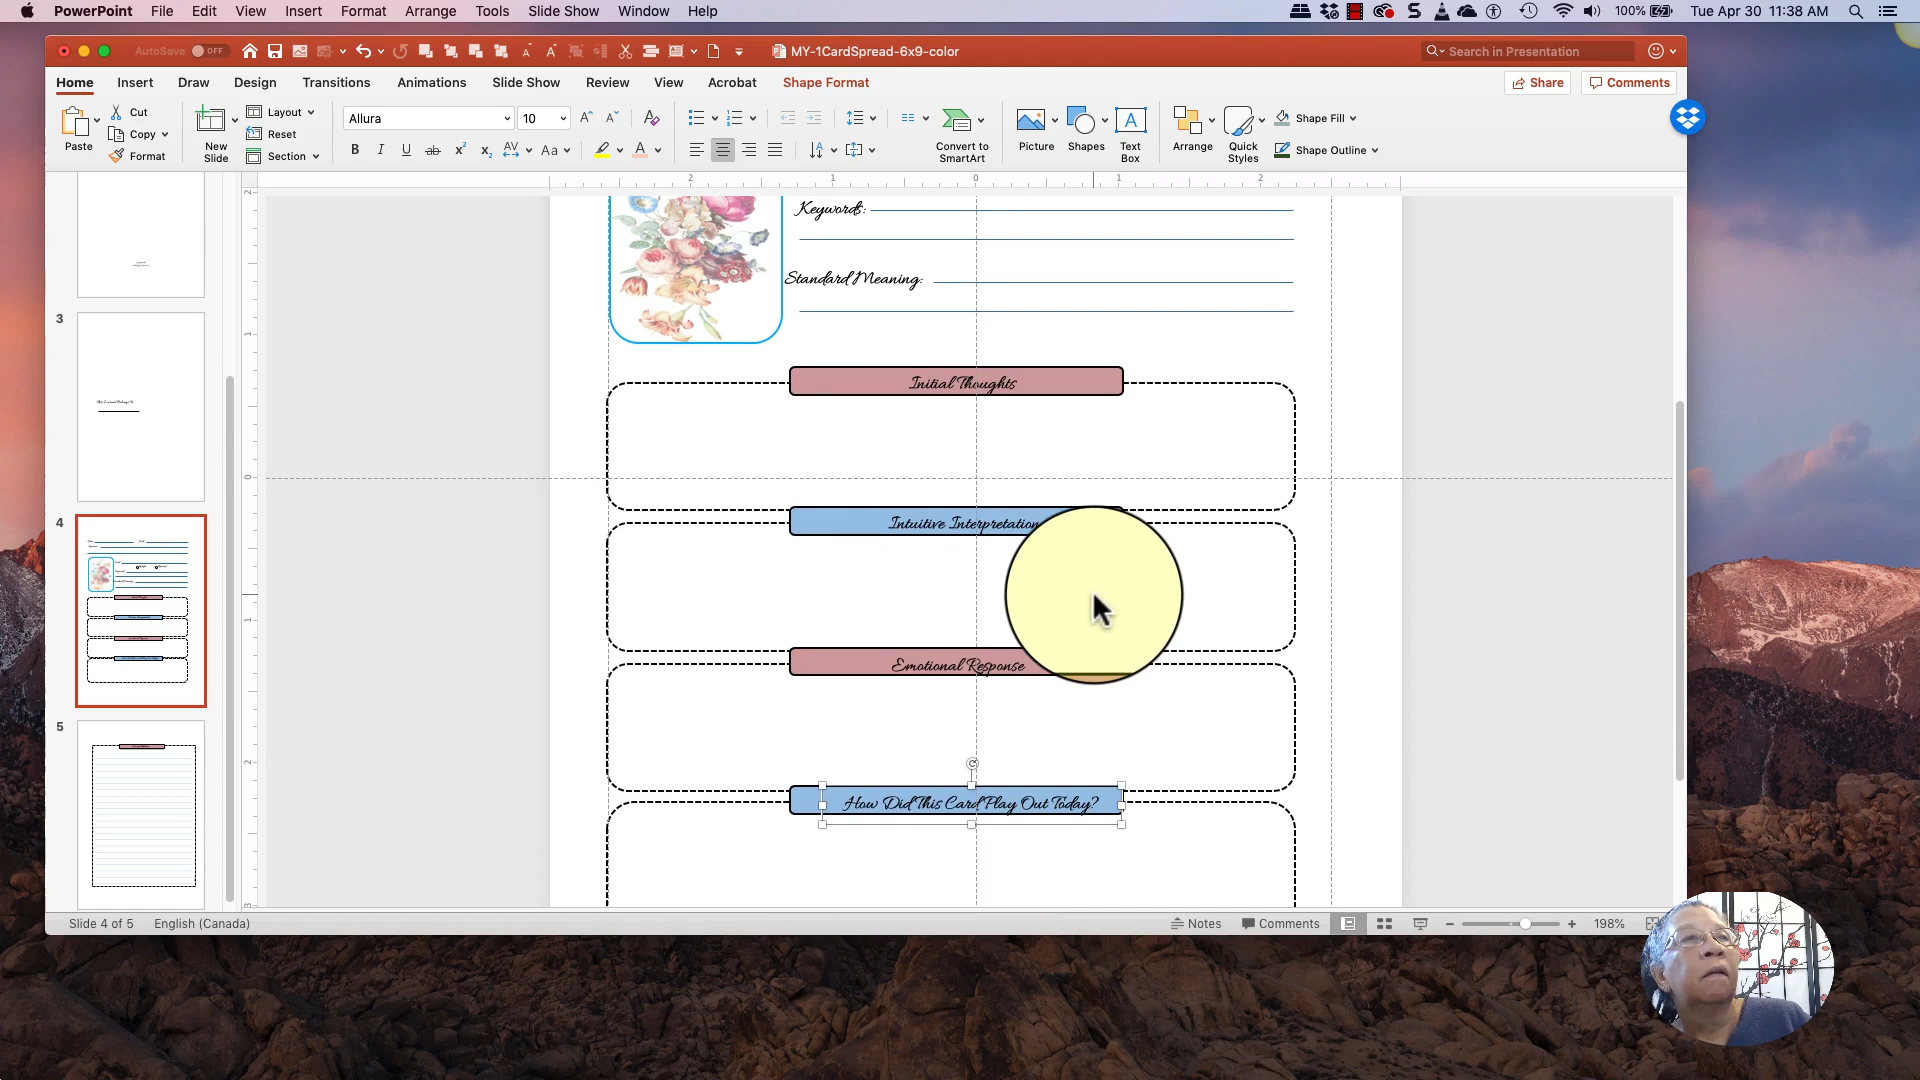 PowerPoint File Edit View Insert Format Arrange Tools Slide Show Window Help 100% Tue Apr 30 11:38 AM
AutoSave OFF MY-1CardSpread-6x9-color Search in Presentation
Home Insert Draw Design Transitions Animations Slide Show Review View Acrobat Shape Format Share Comments
Paste Cut Copy Format
New Slide Layout Reset Section
Allura 10
Convert to SmartArt
Picture Shapes Text Box
Arrange Quick Styles Shape Fill Shape Outline
2 1 0 1 2
Keywords:
Standard Meaning:
Initial Thoughts
Intuitive Interpretation
Emotional Response
How Did This Card Play Out Today?
3
4
5
Slide 4 of 5 English (Canada) Notes Comments 198%